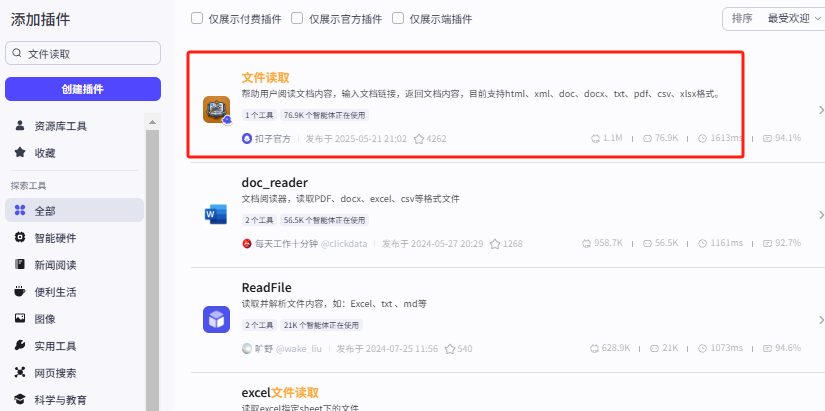 添加插件
文件读取
创建插件
资源库工具
收藏
探索工具
全部
智能硬件
新闻阅读
便利生活
图像
实用工具
网页搜索
科学与教育
仅展示付费插件 仅展示官方插件 仅展示端插件
排序 最受欢迎
文件读取
帮助用户阅读文档内容，输入文档链接，返回文档内容，目前支持html、xml、doc、docx、txt、pdf、csv、xlsx格式。
1 个工具 76.9K 个智能体正在使用
扣子官方 发布于 2025-05-21 21:02 4262 1.1M 76.9K 1613ms 94.1%
doc_reader
文档阅读器，读取PDF、docx、excel、csv等格式文件
2 个工具 56.5K 个智能体正在使用
每天工作十分钟 @clickdata 发布于 2024-05-27 20:29 1268 958.7K 56.5K 1161ms 92.7%
ReadFile
读取并解析文件内容，如：Excel、txt 、md等
2 个工具 21K 个智能体正在使用
旷野 @wake_liu 发布于 2024-07-25 11:56 540 628.9K 21K 1073ms 94.6%
excel文件读取
读取excel指定sheet下的文件